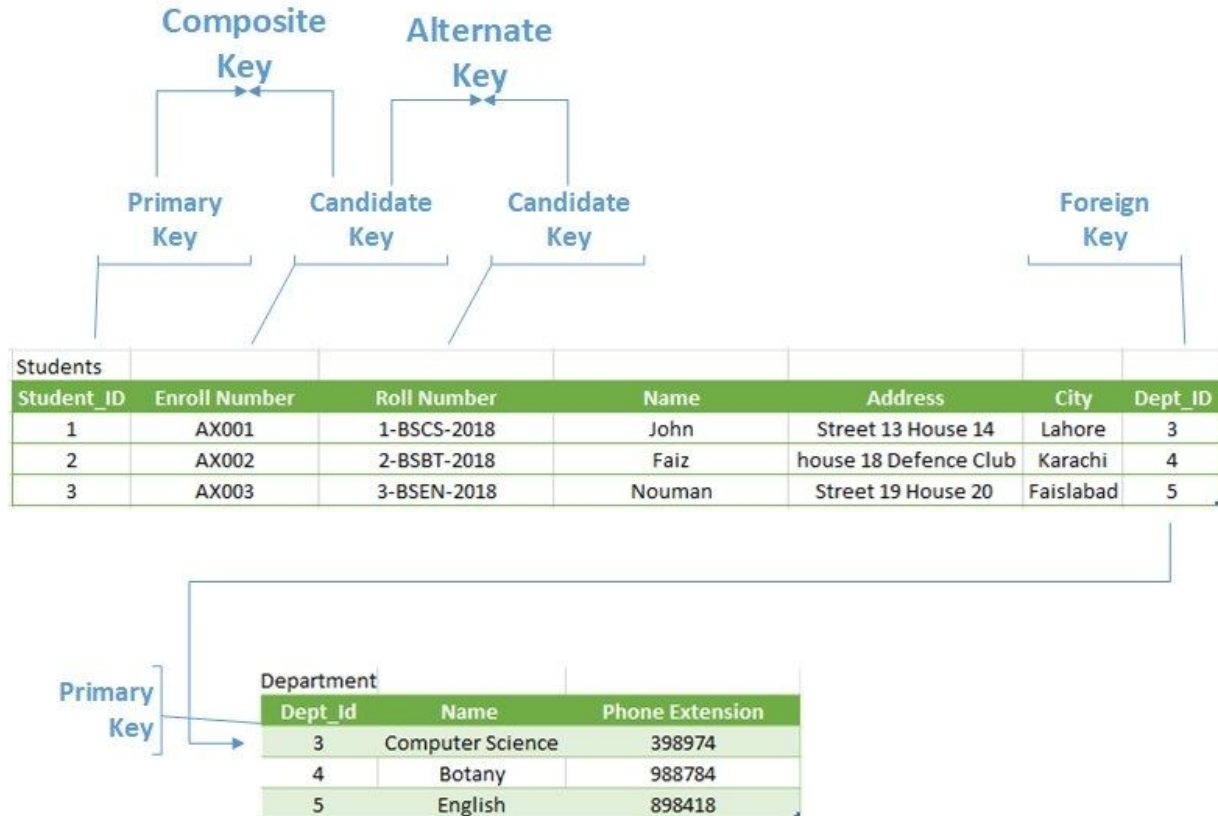 Composite
Key
Alternate
Key
Primary
Key
Candidate
Key
Candidate
Key
Foreign
Key
Students
Student_ID Enroll Number Roll Number Name Address City Dept_ID
1 AX001 1-BSCS-2018 John Street 13 House 14 Lahore 3
2 AX002 2-BSBT-2018 Faiz house 18 Defence Club Karachi 4
3 AX003 3-BSEN-2018 Nouman Street 19 House 20 Faislabad 5
Primary
Key
Department
Dept_Id Name Phone Extension
3 Computer Science 398974
4 Botany 988784
5 English 898418